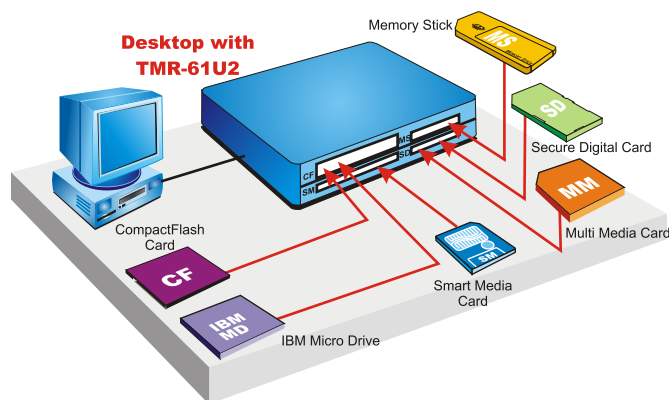 Desktop with
TMR-61U2
Memory Stick
MS
SD
Secure Digital Card
MM
Multi Media Card
CF
SM
MS
SD
CompactFlash
Card
CF
SM
Smart Media
Card
IBM
MD
IBM Micro Drive